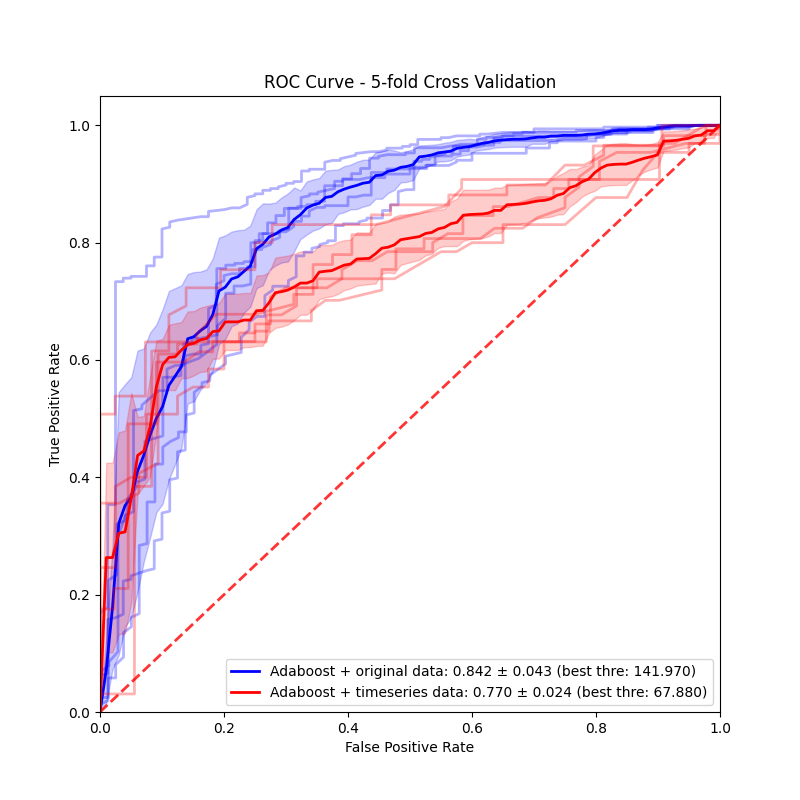 ROC Curve - 5-fold Cross Validation
1.0
0.8
0.6
0.4
0.2
0.0
True Positive Rate
Adaboost + original data: 0.842 ± 0.043 (best thre: 141.970)
Adaboost + timeseries data: 0.770 ± 0.024 (best thre: 67.880)
0.0 0.2 0.4 0.6 0.8 1.0
False Positive Rate